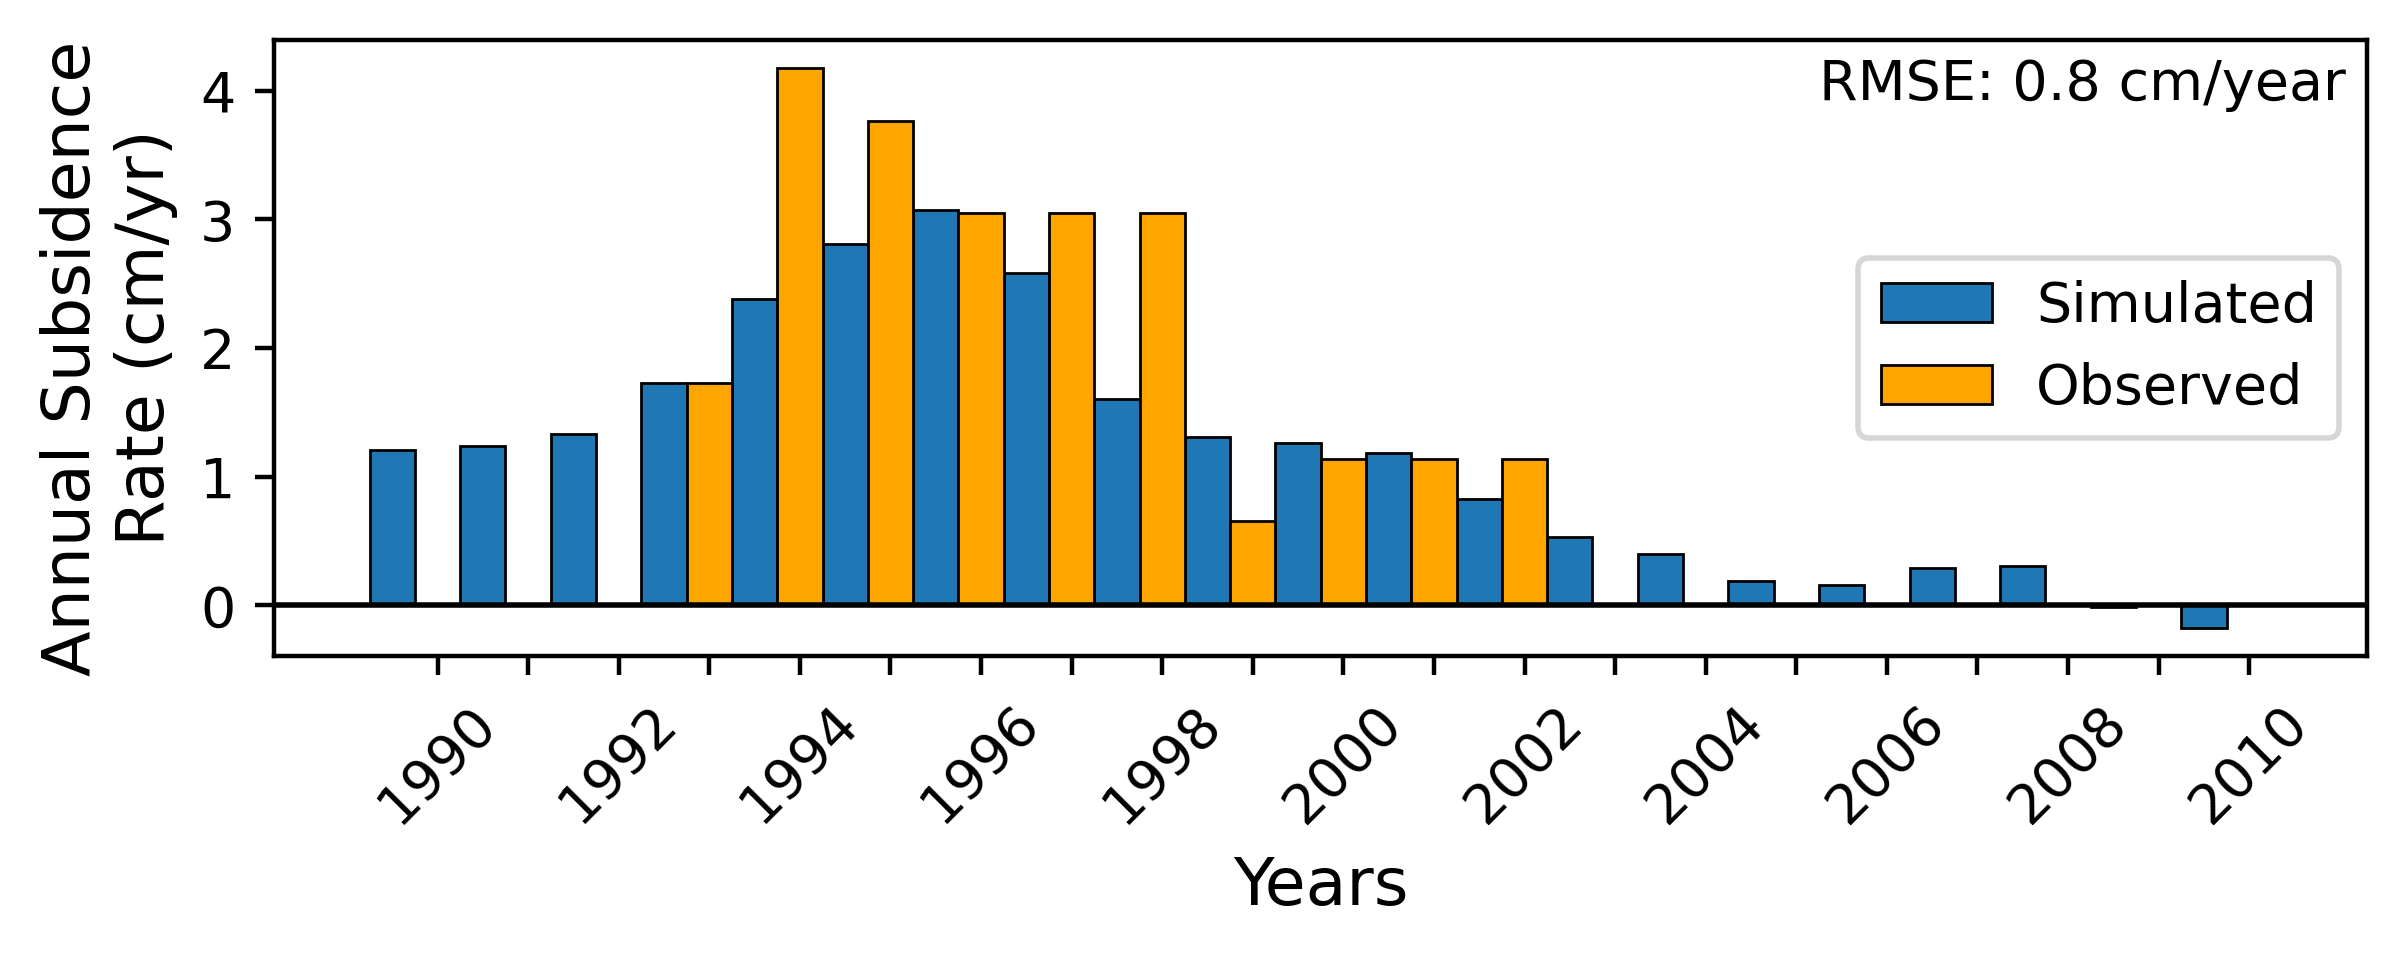 Annual Subsidence
Rate (cm/yr)
4
3
2
1
0
RMSE: 0.8 cm/year
Simulated
Observed
1990
1992
1994
1996
1998
2000
2002
2004
2006
2008
2010
Years